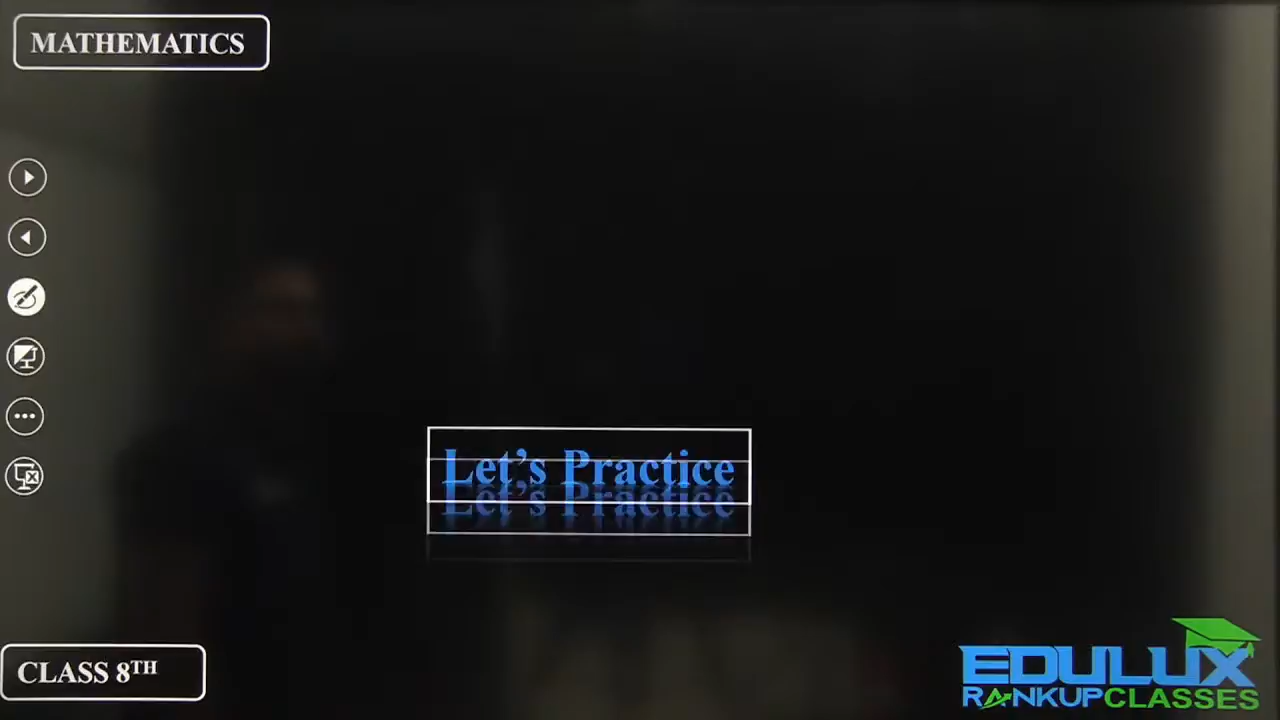 MATHEMATICS
Let's Practice
CLASS 8TH
EDULUX
RANKUPCLASSES